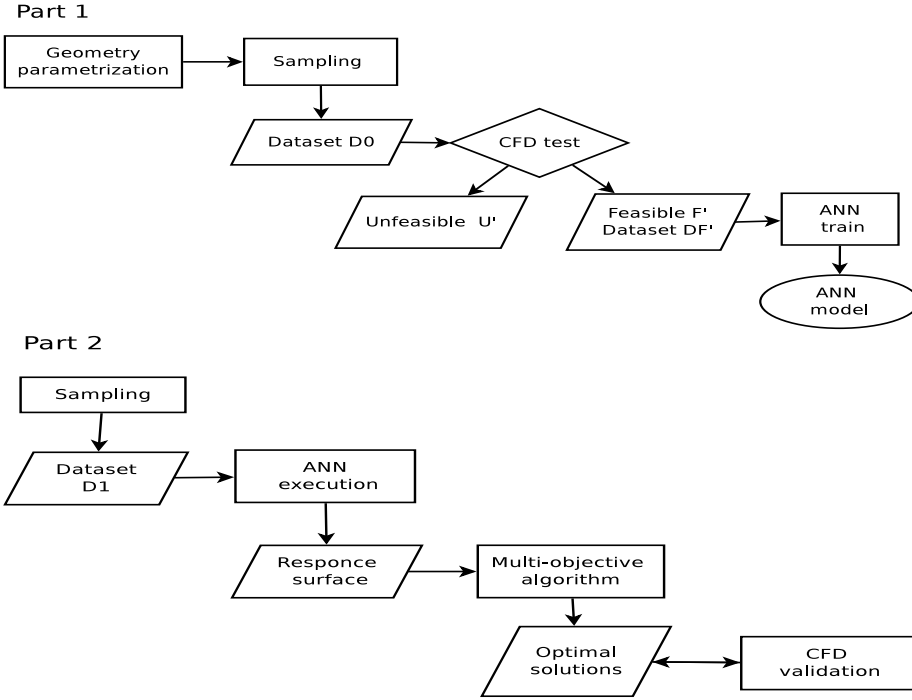 Part 1
Geometry
parametrization
Sampling
Dataset D0
CFD test
Unfeasible U'
Feasible F'
Dataset DF'
ANN
train
ANN
model
Part 2
Sampling
Dataset
D1
ANN
execution
Responce
surface
Multi-objective
algorithm
Optimal
solutions
CFD
validation